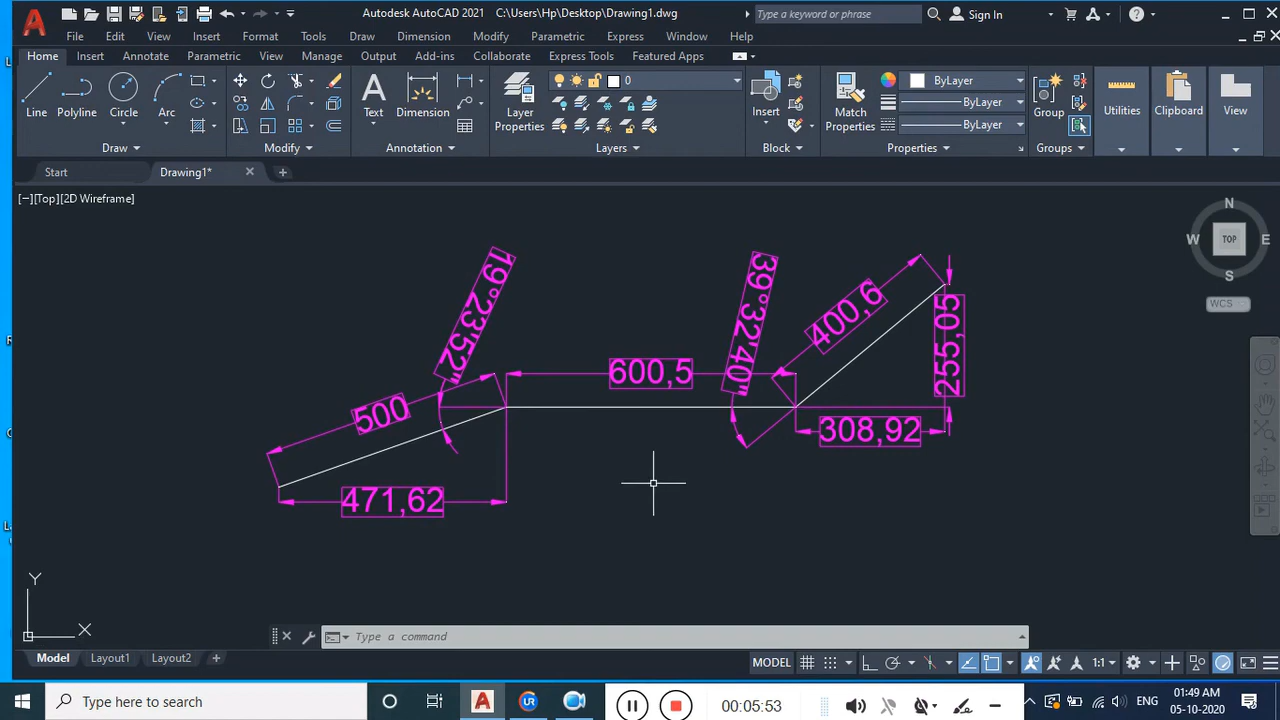 Autodesk AutoCAD 2021 C:\Users\Hp\Desktop\Drawing1.dwg
Type a keyword or phrase
Sign In
File Edit View Insert Format Tools Draw Dimension Modify Parametric Express Window Help
Home Insert Annotate Parametric View Manage Output Add-ins Collaborate Express Tools Featured Apps
Line
Polyline
Circle
Arc
Text
Dimension
Layer
Properties
0
Insert
Match
Properties
ByLayer
ByLayer
ByLayer
Group
Utilities
Clipboard
View
Draw
Modify
Annotation
Layers
Block
Properties
Groups
Start
Drawing1*
[−][Top][2D Wireframe]
N
W
TOP
E
S
WCS
19°23'52"
39°32'40"
400,6
255,05
600,5
500
308,92
471,62
Y
X
Type a command
Model
Layout1
Layout2
MODEL
1:1
Type here to search
00:05:53
ENG
01:49 AM
05-10-2020